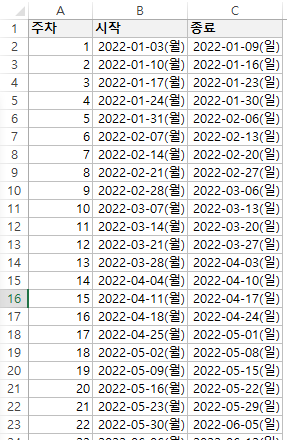 A B C
1 주차 시작 종료
2 1 2022-01-03(월) 2022-01-09(일)
3 2 2022-01-10(월) 2022-01-16(일)
4 3 2022-01-17(월) 2022-01-23(일)
5 4 2022-01-24(월) 2022-01-30(일)
6 5 2022-01-31(월) 2022-02-06(일)
7 6 2022-02-07(월) 2022-02-13(일)
8 7 2022-02-14(월) 2022-02-20(일)
9 8 2022-02-21(월) 2022-02-27(일)
10 9 2022-02-28(월) 2022-03-06(일)
11 10 2022-03-07(월) 2022-03-13(일)
12 11 2022-03-14(월) 2022-03-20(일)
13 12 2022-03-21(월) 2022-03-27(일)
14 13 2022-03-28(월) 2022-04-03(일)
15 14 2022-04-04(월) 2022-04-10(일)
16 15 2022-04-11(월) 2022-04-17(일)
17 16 2022-04-18(월) 2022-04-24(일)
18 17 2022-04-25(월) 2022-05-01(일)
19 18 2022-05-02(월) 2022-05-08(일)
20 19 2022-05-09(월) 2022-05-15(일)
21 20 2022-05-16(월) 2022-05-22(일)
22 21 2022-05-23(월) 2022-05-29(일)
23 22 2022-05-30(월) 2022-06-05(일)